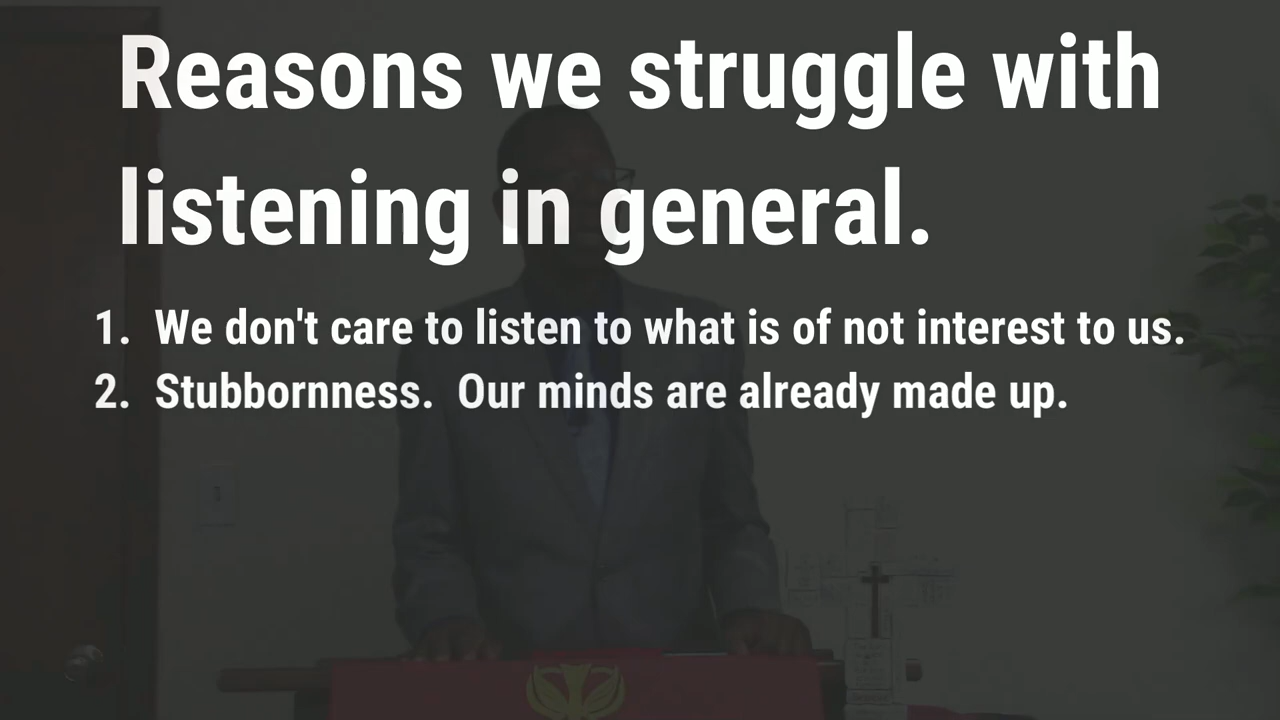 Reasons we struggle with
listening in general.
1. We don't care to listen to what is of not interest to us.
2. Stubbornness. Our minds are already made up.